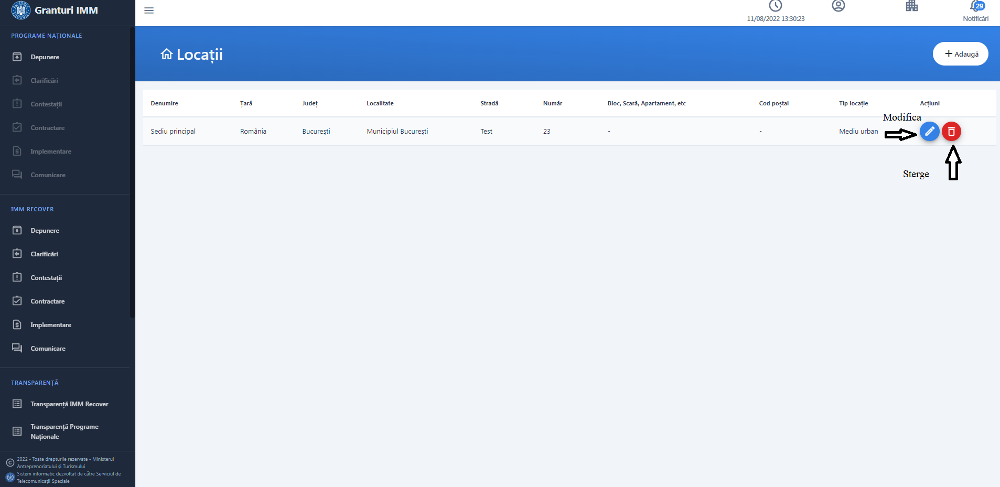 Granturi IMM
11/08/2022 13:30:23
29
Notificări
PROGRAME NAȚIONALE
Depunere
Clarificări
Contestații
Contractare
Implementare
Comunicare
IMM RECOVER
Depunere
Clarificări
Contestații
Contractare
Implementare
Comunicare
TRANSPARENȚĂ
Transparență IMM Recover
Transparență Programe
Naționale
2022 - Toate drepturile rezervate - Ministerul
Antreprenoriatului și Turismului
Sistem informatic dezvoltat de către Serviciul de
Telecomunicații Speciale
Locații
Adaugă
Denumire Țară Județ Localitate Stradă Număr Bloc, Scară, Apartament, etc Cod poștal Tip locație Acțiuni
Modifica
Sediu principal România București Municipiul București Test 23 - - Mediu urban
Sterge